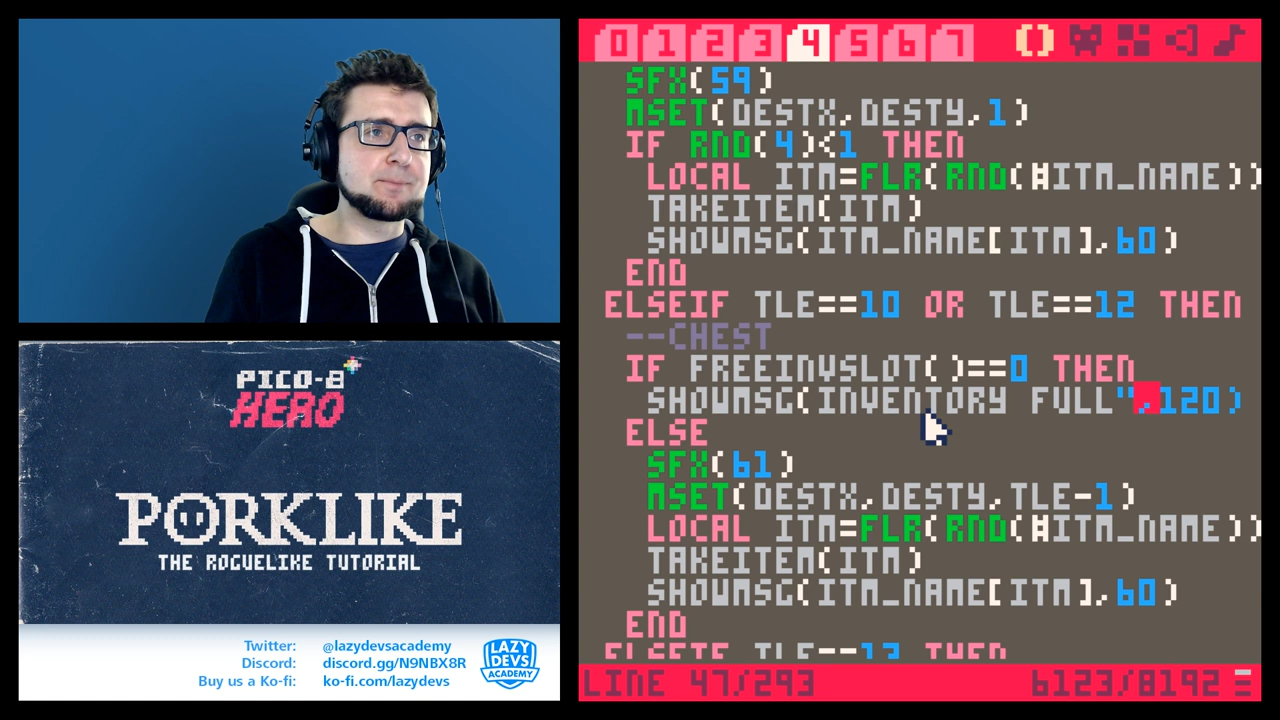 0 1 2 3 4 5 6 7 ()
SFX(59)
MSET(DESTX,DESTY,1)
IF RND(4)<1 THEN
LOCAL ITM=FLR(RND(#ITM_NAME))
TAKEITEM(ITM)
SHOWMSG(ITM_NAME[ITM],60)
END
ELSEIF TLE==10 OR TLE==12 THEN
--CHEST
IF FREEINVSLOT()==0 THEN
SHOWMSG(INVENTORY FULL",120)
ELSE
SFX(61)
MSET(DESTX,DESTY,TLE-1)
LOCAL ITM=FLR(RND(#ITM_NAME))
TAKEITEM(ITM)
SHOWMSG(ITM_NAME[ITM],60)
END
ELSEIF TLE==13 THEN
LINE 47/293 6123/8192
PICO-8
HERO
PORKLIKE
THE ROGUELIKE TUTORIAL
Twitter: @lazydevsacademy
Discord: discord.gg/N9NBX8R
Buy us a Ko-fi: ko-fi.com/lazydevs
LAZY
DEVS
ACADEMY